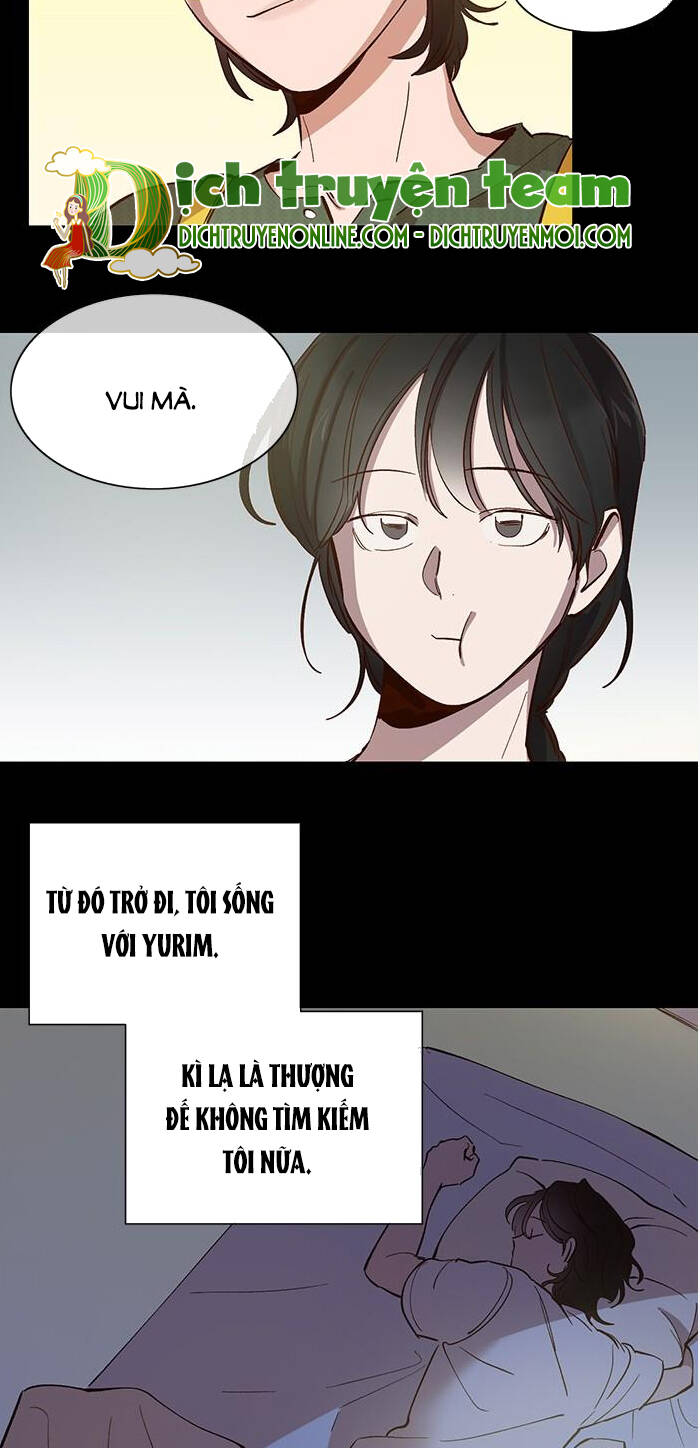 Dịch truyện team
DICHTRUYENONLINE.COM – DICHTRUYENMOI.COM
VUI MÀ.
TỪ ĐÓ TRỞ ĐI, TÔI SỐNG
VỚI YURIM.
KÌ LẠ LÀ THƯỢNG
ĐẾ KHÔNG TÌM KIẾM
TÔI NỮA.